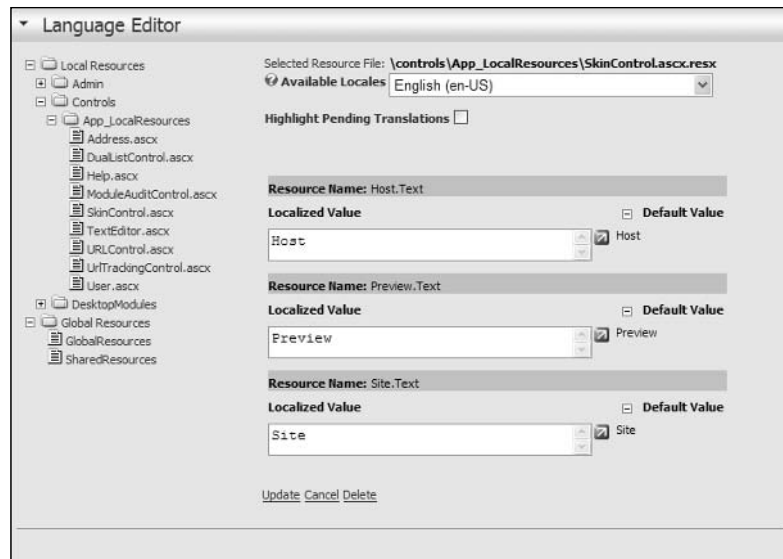 Language Editor
Local Resources
Admin
Controls
App_LocalResources
Address.ascx
DualListControl.ascx
Help.ascx
ModuleAuditControl.ascx
SkinControl.ascx
TextEditor.ascx
URLControl.ascx
UrlTrackingControl.ascx
User.ascx
DesktopModules
Global Resources
GlobalResources
SharedResources
Selected Resource File: \controls\App_LocalResources\SkinControl.ascx.resx
Available Locales English (en-US)
Highlight Pending Translations
Resource Name: Host.Text
Localized Value Default Value
Host Host
Resource Name: Preview.Text
Localized Value Default Value
Preview Preview
Resource Name: Site.Text
Localized Value Default Value
Site Site
Update Cancel Delete